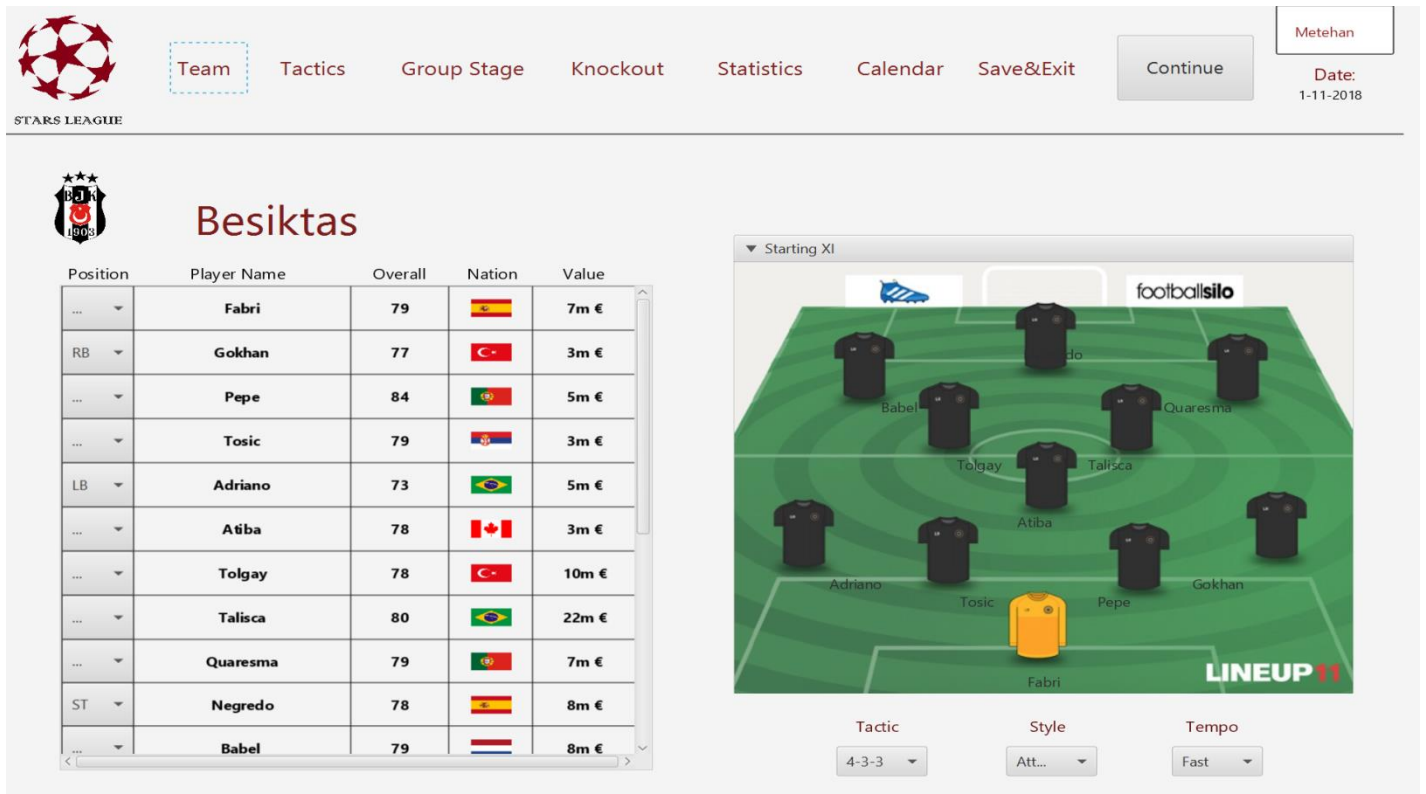 STARS LEAGUE
Team Tactics Group Stage Knockout Statistics Calendar Save&Exit Continue
Metehan
Date:
1-11-2018
BJK
1903
Besiktas
Position Player Name Overall Nation Value
... Fabri 79 7m €
RB Gokhan 77 3m €
... Pepe 84 5m €
... Tosic 79 3m €
LB Adriano 73 5m €
... Atiba 78 3m €
... Tolgay 78 10m €
... Talisca 80 22m €
... Quaresma 79 7m €
ST Negredo 78 8m €
... Babel 79 8m €
Starting XI
footballsilo
Babel Quaresma
Tolgay Talisca
Atiba
Adriano Gokhan
Tosic Pepe
Fabri
LINEUP11
Tactic Style Tempo
4-3-3 Att... Fast